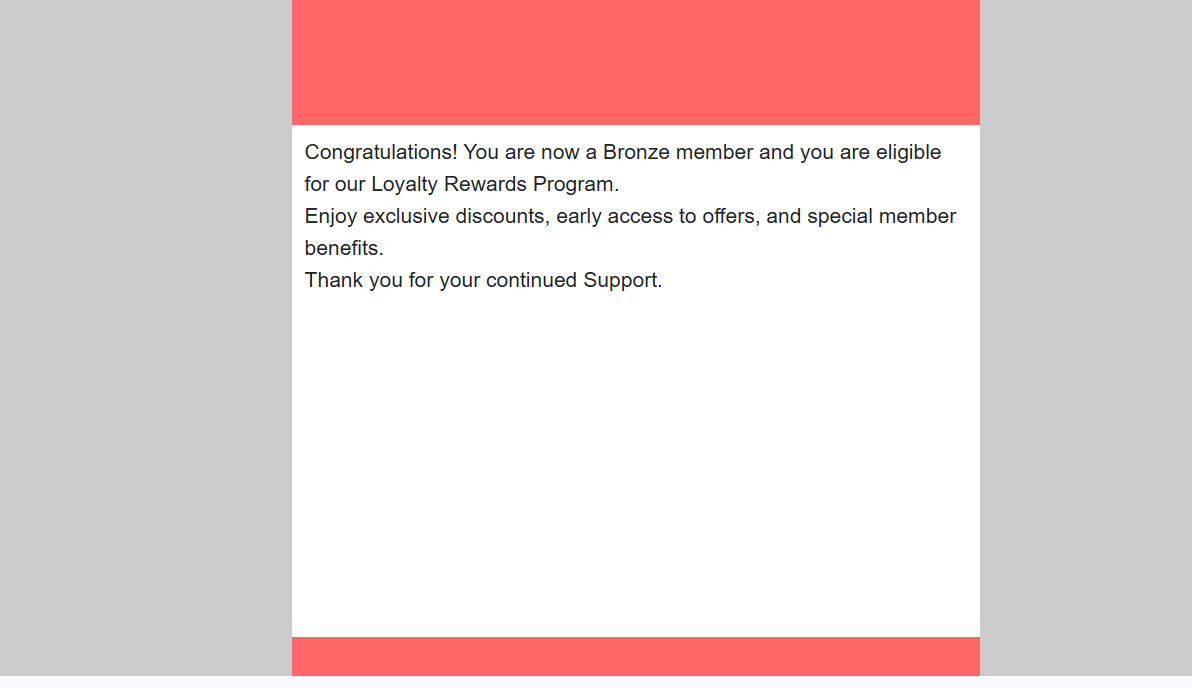 Congratulations! You are now a Bronze member and you are eligible
for our Loyalty Rewards Program.
Enjoy exclusive discounts, early access to offers, and special member
benefits.
Thank you for your continued Support.